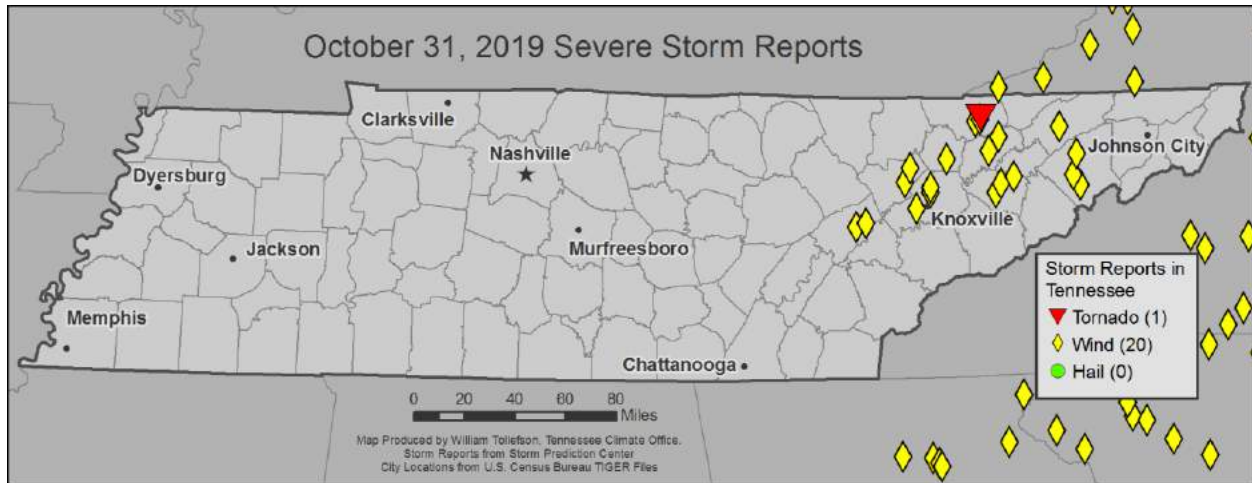 October 31, 2019 Severe Storm Reports
Clarksville
Nashville
Dyersburg
Johnson City
Knoxville
Murfreesboro
Jackson
Memphis
Chattanooga
Storm Reports in
Tennessee
Tornado (1)
Wind (20)
Hail (0)
0 20 40 60 80
Miles
Map Produced by William Tollefson, Tennessee Climate Office.
Storm Reports from Storm Prediction Center
City Locations from U.S. Census Bureau TIGER Files